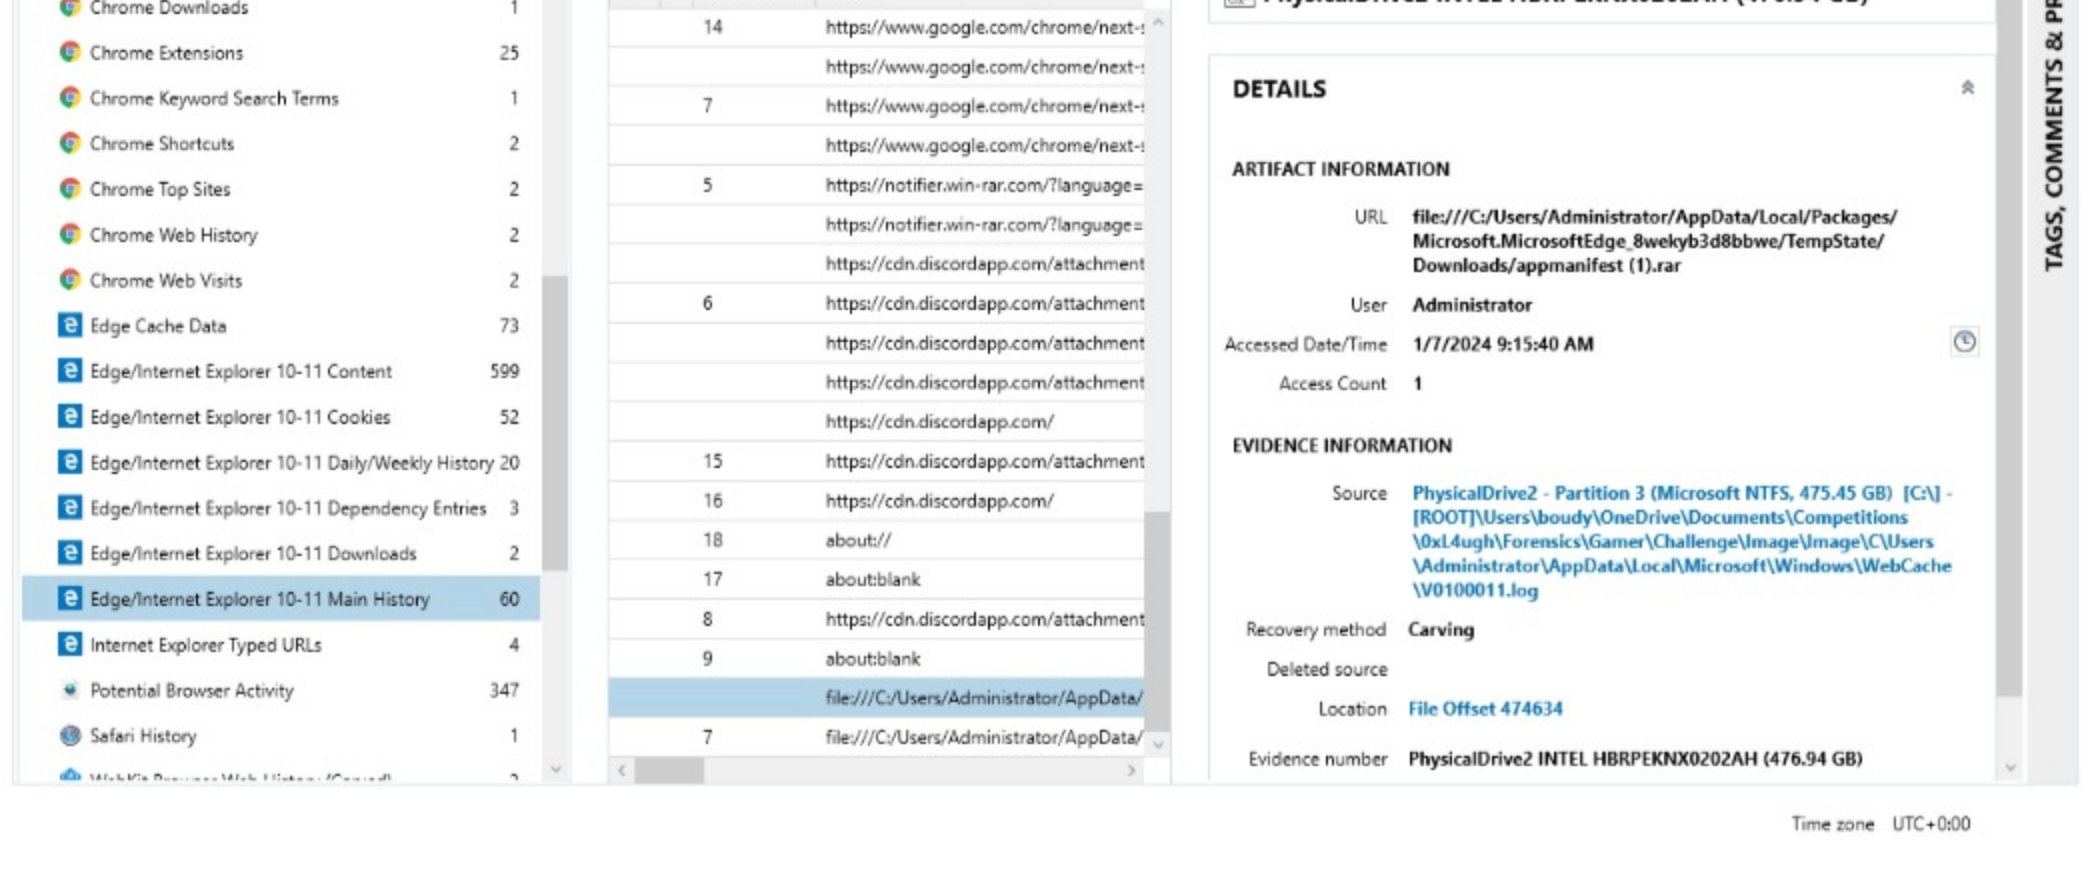 Chrome Downloads 1
Chrome Extensions 25
Chrome Keyword Search Terms 1
Chrome Shortcuts 2
Chrome Top Sites 2
Chrome Web History 2
Chrome Web Visits 2
Edge Cache Data 73
Edge/Internet Explorer 10-11 Content 599
Edge/Internet Explorer 10-11 Cookies 52
Edge/Internet Explorer 10-11 Daily/Weekly History 20
Edge/Internet Explorer 10-11 Dependency Entries 3
Edge/Internet Explorer 10-11 Downloads 2
Edge/Internet Explorer 10-11 Main History 60
Internet Explorer Typed URLs 4
Potential Browser Activity 347
Safari History 1
14 https://www.google.com/chrome/next-
https://www.google.com/chrome/next-
7 https://www.google.com/chrome/next-
https://www.google.com/chrome/next-
5 https://notifier.win-rar.com/?language=
https://notifier.win-rar.com/?language=
https://cdn.discordapp.com/attachment
6 https://cdn.discordapp.com/attachment
https://cdn.discordapp.com/attachment
https://cdn.discordapp.com/attachment
https://cdn.discordapp.com/
15 https://cdn.discordapp.com/attachment
16 https://cdn.discordapp.com/
18 about://
17 about:blank
8 https://cdn.discordapp.com/attachment
9 about:blank
file:///C:/Users/Administrator/AppData/
7 file:///C:/Users/Administrator/AppData/
DETAILS
ARTIFACT INFORMATION
URL file:///C:/Users/Administrator/AppData/Local/Packages/
Microsoft.MicrosoftEdge_8wekyb3d8bbwe/TempState/
Downloads/appmanifest (1).rar
User Administrator
Accessed Date/Time 1/7/2024 9:15:40 AM
Access Count 1
EVIDENCE INFORMATION
Source PhysicalDrive2 - Partition 3 (Microsoft NTFS, 475.45 GB) [C:\] -
[ROOT]\Users\boudy\OneDrive\Documents\Competitions
\0xL4ugh\Forensics\Gamer\Challenge\Image\Image\C\Users
\Administrator\AppData\Local\Microsoft\Windows\WebCache
\V0100011.log
Recovery method Carving
Deleted source
Location File Offset 474634
Evidence number PhysicalDrive2 INTEL HBRPEKNX0202AH (476.94 GB)
TAGS, COMMENTS &
Time zone UTC+0:00